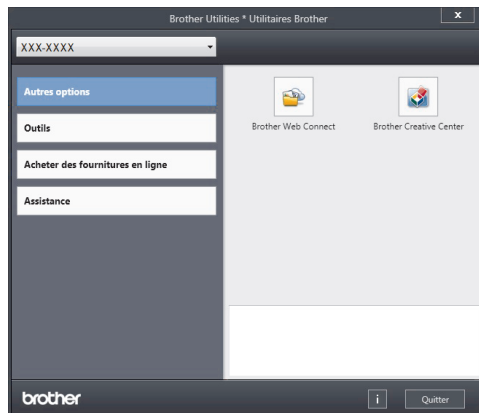 Brother Utilities * Utilitaires Brother
X
XXX-XXXX
Autres options
Outils
Acheter des fournitures en ligne
Assistance
Brother Web Connect
Brother Creative Center
brother
i
Quitter